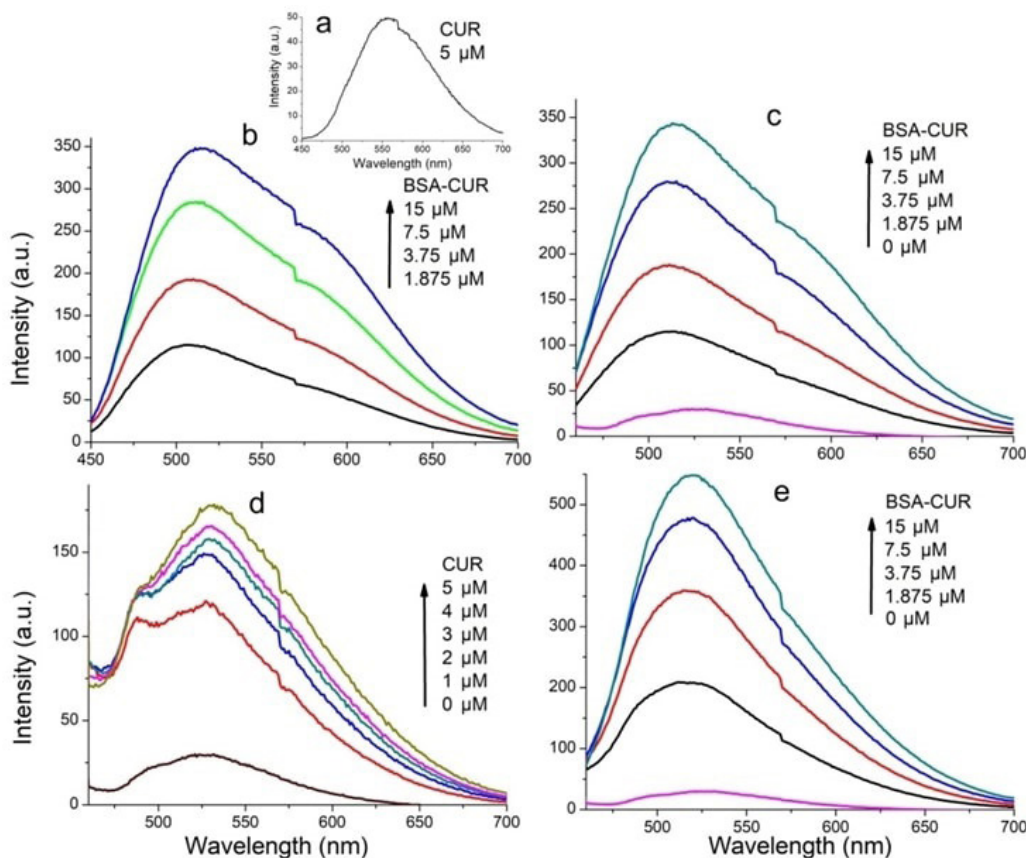 a
CUR
5 µM
Intensity (a.u.)
50
40
30
20
10
0
450 500 550 600 650 700
Wavelength (nm)
b
BSA-CUR
15 µM
7.5 µM
3.75 µM
1.875 µM
Intensity (a.u.)
350
300
250
200
150
100
50
0
450 500 550 600 650 700
c
BSA-CUR
15 µM
7.5 µM
3.75 µM
1.875 µM
0 µM
350
300
250
200
150
100
50
0
500 550 600 650 700
d
CUR
5 µM
4 µM
3 µM
2 µM
1 µM
0 µM
Intensity (a.u.)
150
100
50
0
500 550 600 650 700
Wavelength (nm)
e
BSA-CUR
15 µM
7.5 µM
3.75 µM
1.875 µM
0 µM
500
400
300
200
100
0
500 550 600 650 700
Wavelength (nm)